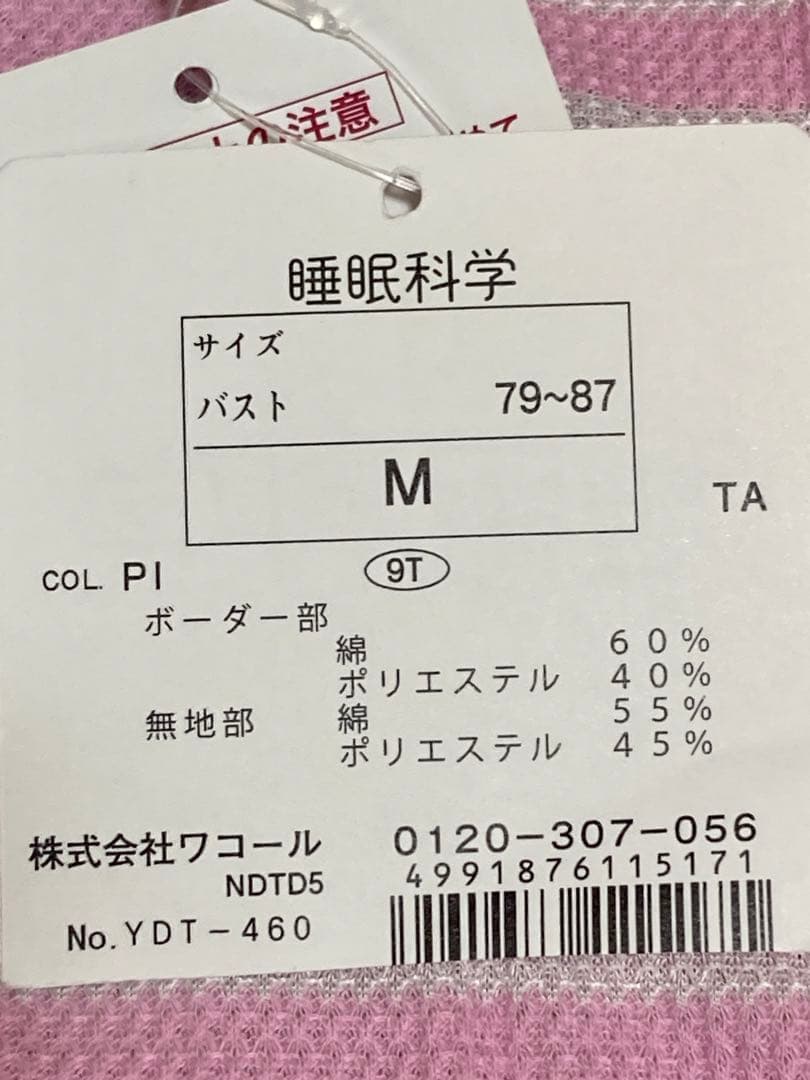 注意
めて
睡眠科学
サイズ
バスト 79~87
M
TA
COL. PI
9T
ボーダー部
綿 60%
ポリエステル 40%
無地部 綿 55%
ポリエステル 45%
株式会社ワコール 0120-307-056
NDTD5 4991876115171
No.YDT-460